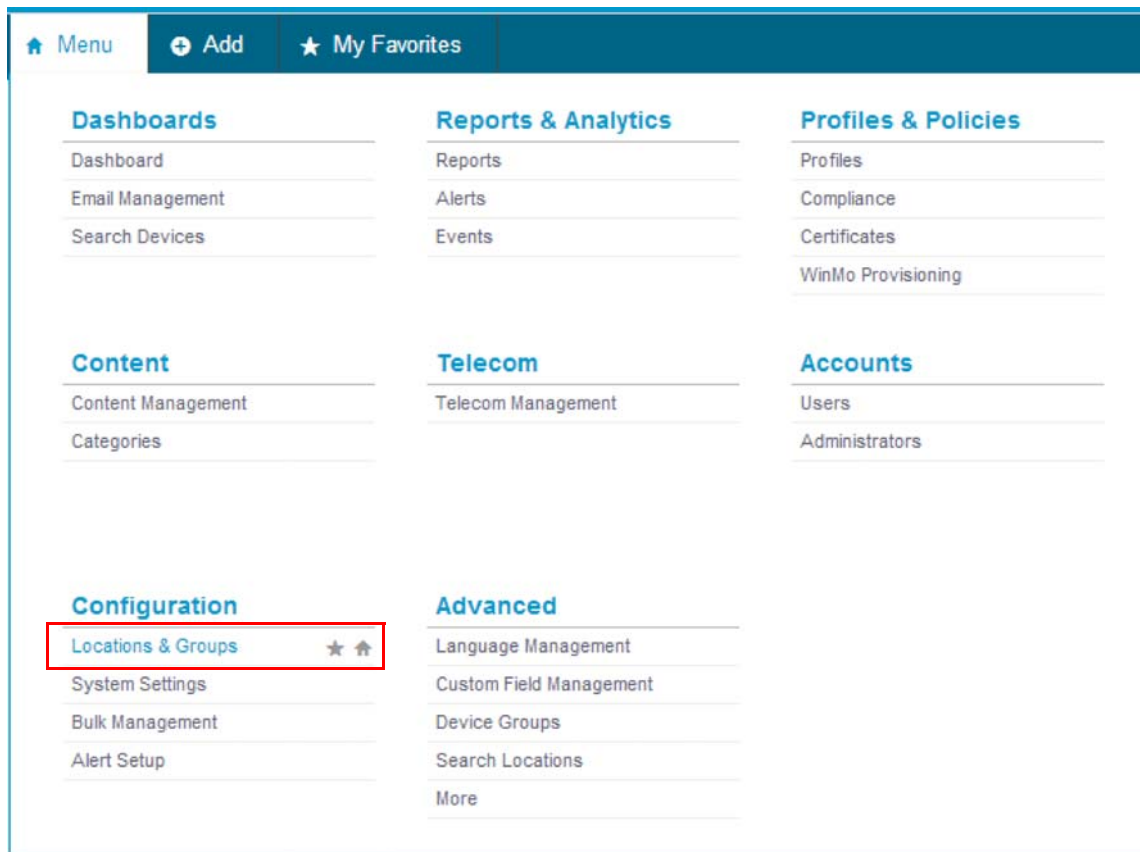 Menu
Add
My Favorites
Dashboards
Dashboard
Email Management
Search Devices
Reports & Analytics
Reports
Alerts
Events
Profiles & Policies
Profiles
Compliance
Certificates
WinMo Provisioning
Content
Content Management
Categories
Telecom
Telecom Management
Accounts
Users
Administrators
Configuration
Locations & Groups
System Settings
Bulk Management
Alert Setup
Advanced
Language Management
Custom Field Management
Device Groups
Search Locations
More